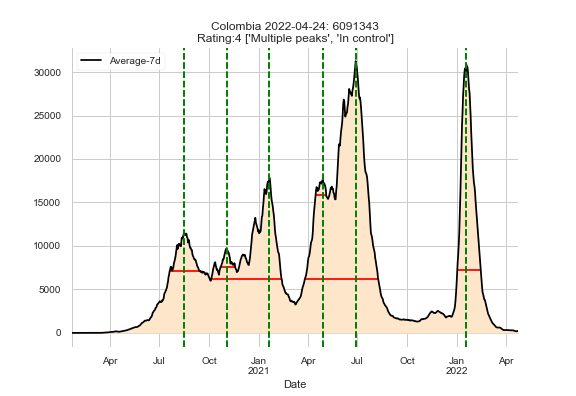 Colombia 2022-04-24: 6091343
Rating:4 ['Multiple peaks', 'In control']
Average-7d
30000
25000
20000
15000
10000
5000
0
Apr Jul Oct Jan Apr Jul Oct Jan Apr
2021 2022
Date